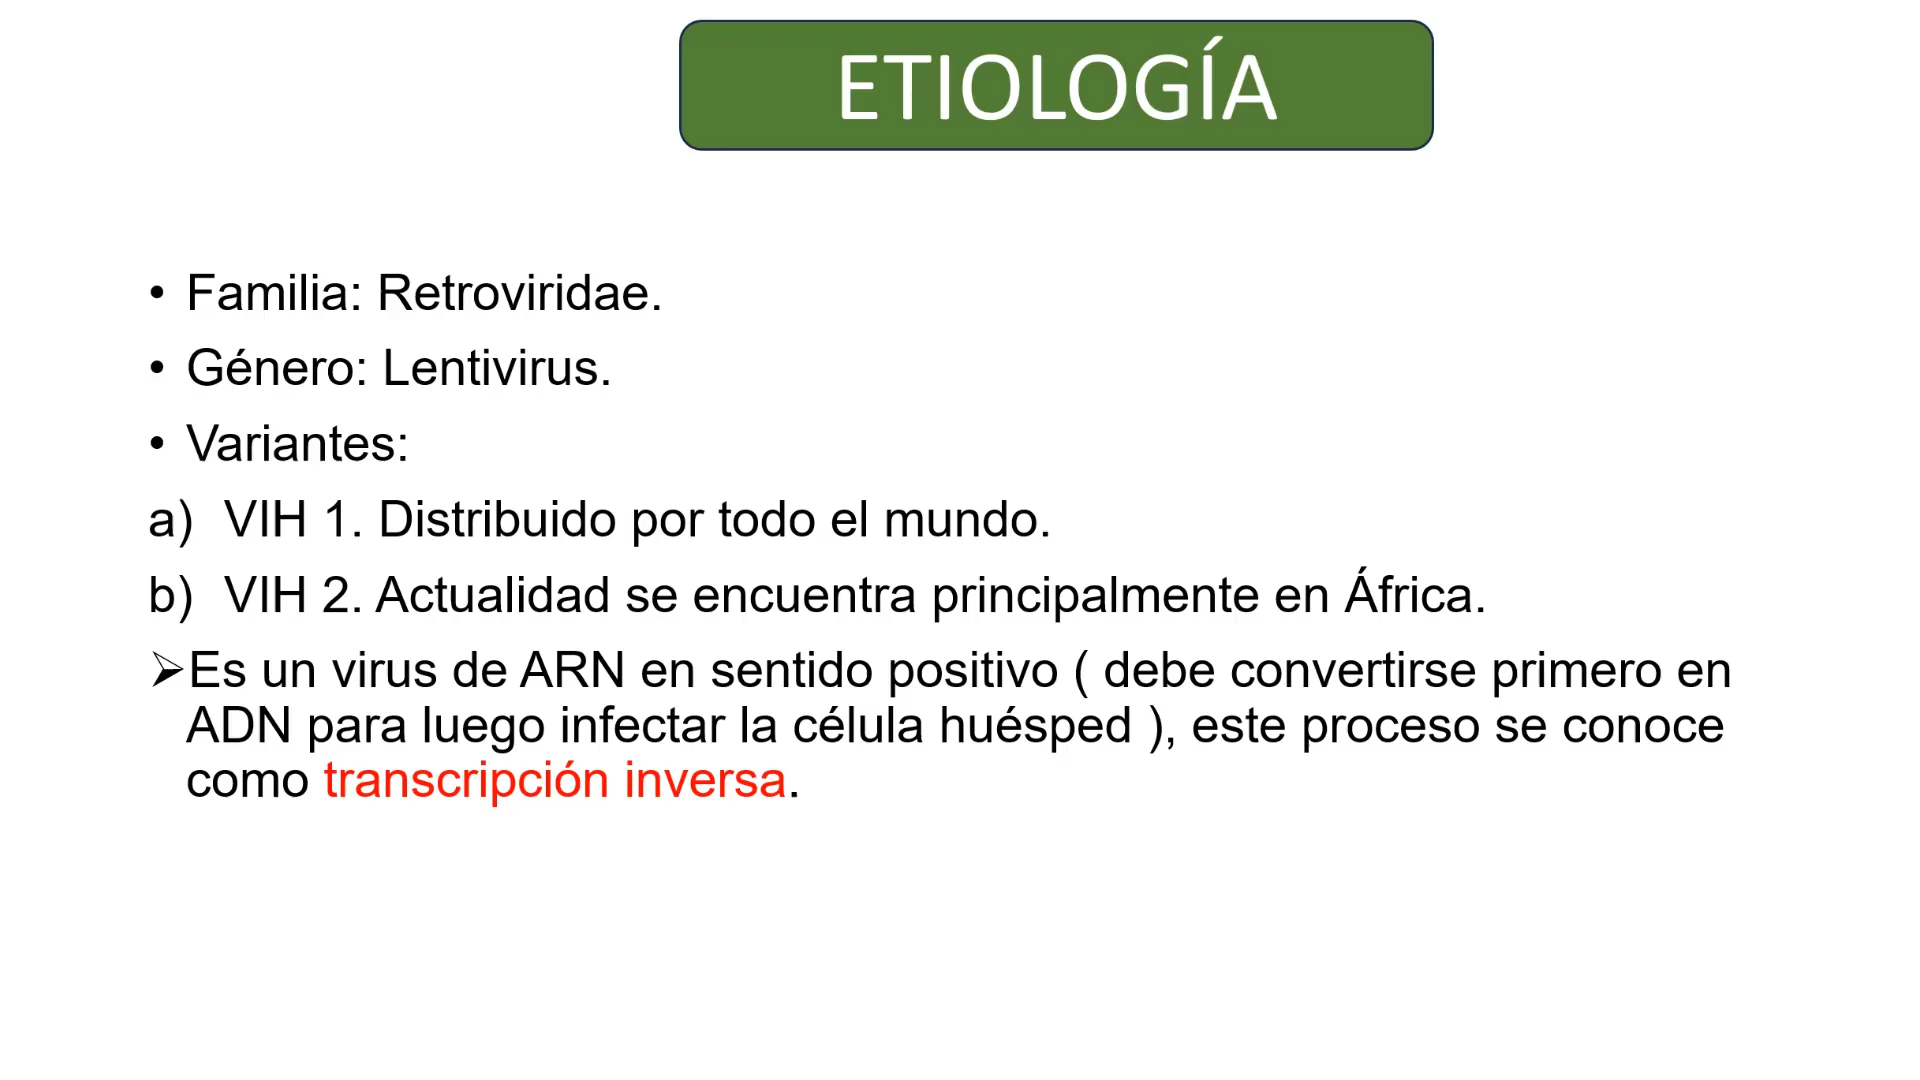 ETIOLOGÍA
• Familia: Retroviridae.
• Género: Lentivirus.
• Variantes:
a) VIH 1. Distribuido por todo el mundo.
b) VIH 2. Actualidad se encuentra principalmente en África.
➢Es un virus de ARN en sentido positivo ( debe convertirse primero en
ADN para luego infectar la célula huésped ), este proceso se conoce
como transcripción inversa.